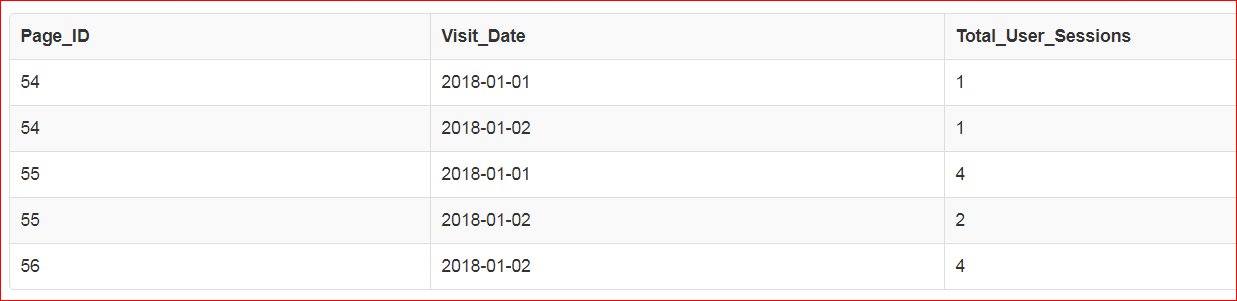 Page_ID Visit_Date Total_User_Sessions
54 2018-01-01 1
54 2018-01-02 1
55 2018-01-01 4
55 2018-01-02 2
56 2018-01-02 4